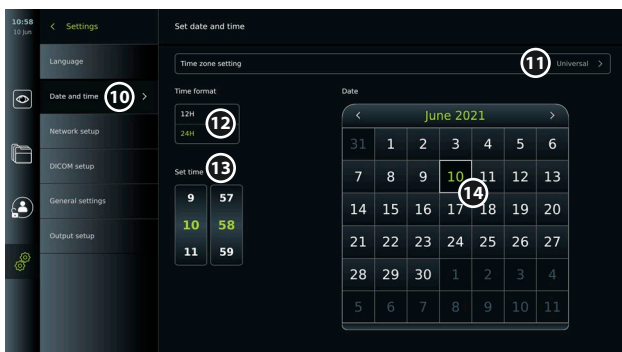 10:58
10 Jun
Settings
Set date and time
Language
Time zone setting
11
Universal
Date and time
10
Time format
12H
24H
12
Date
June 2021
31 1 2 3 4 5 6
7 8 9 10 11 12 13
14 15 16 17 18 19 20
21 22 23 24 25 26 27
28 29 30 1 2 3 4
5 6 7 8 9 10 11
14
Network setup
DICOM setup
Set time
13
9 57
10 58
11 59
General settings
Output setup